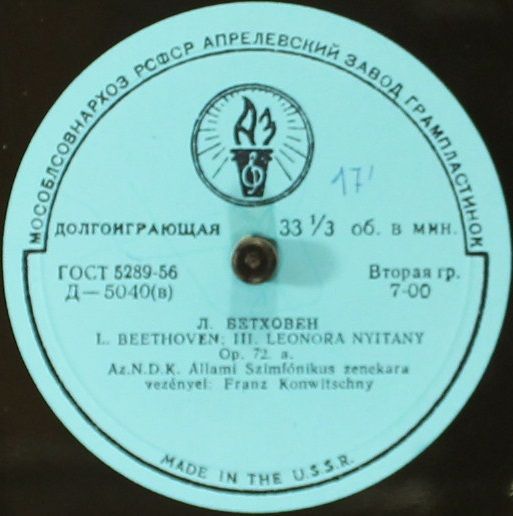 МОСОБЛСОВНАРХОЗ РСФСР АПРЕЛЕВСКИЙ ЗАВОД ГРАМПЛАСТИНОК
АЗ
17'
ДОЛГОИГРАЮЩАЯ 33 1/3 об. в мин.
ГОСТ 5289-56 Вторая гр.
Д—5040(в) 7-00
Л. БЕТХОВЕН
L. BEETHOVEN; III. LEONORA NYITANY
Op. 72. a.
Az.N.D.K. Állami Szimfónikus zenekara
vezényel: Franz Konwitschny
MADE IN THE U.S.S.R.